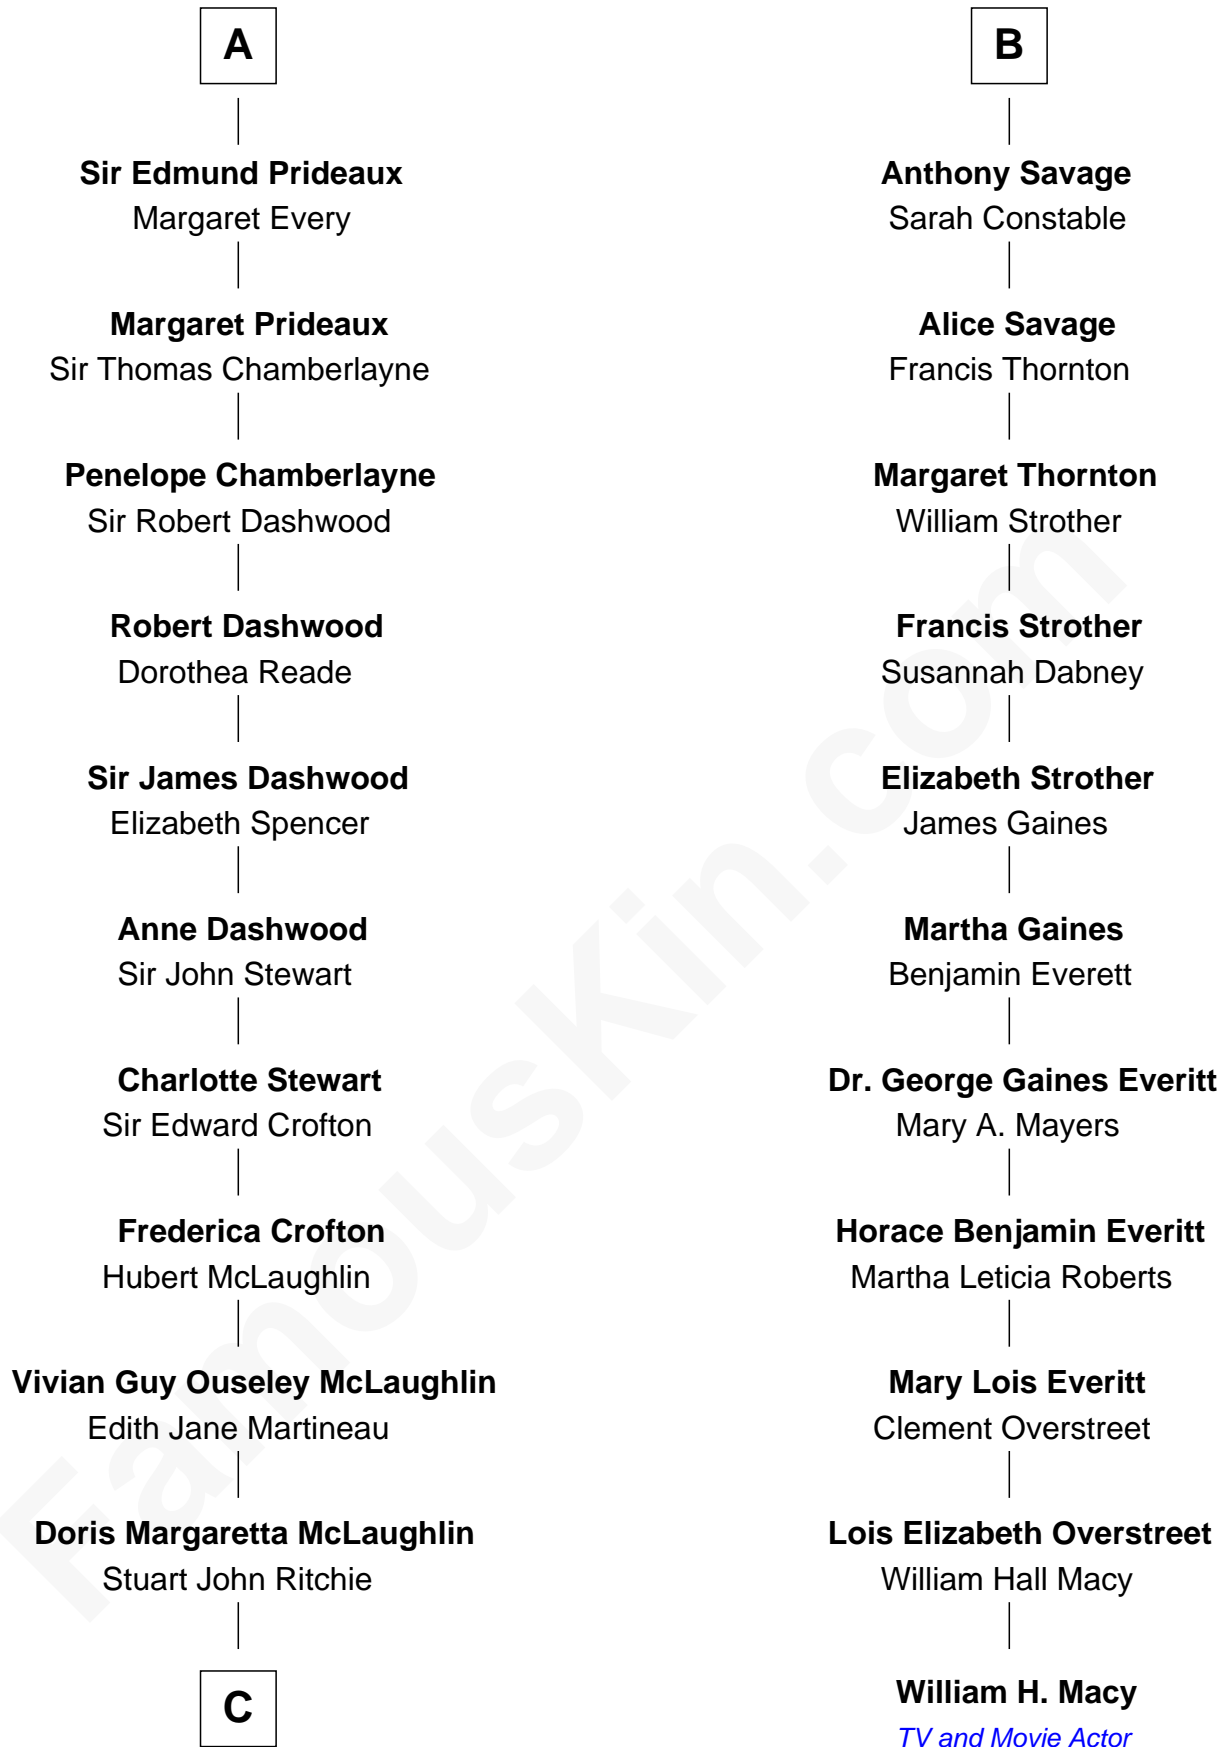 A
Sir Edmund Prideaux
Margaret Every
Margaret Prideaux
Sir Thomas Chamberlayne
Penelope Chamberlayne
Sir Robert Dashwood
Robert Dashwood
Dorothea Reade
Sir James Dashwood
Elizabeth Spencer
Anne Dashwood
Sir John Stewart
Charlotte Stewart
Sir Edward Crofton
Frederica Crofton
Hubert McLaughlin
Vivian Guy Ouseley McLaughlin
Edith Jane Martineau
Doris Margaretta McLaughlin
Stuart John Ritchie
C
B
Anthony Savage
Sarah Constable
Alice Savage
Francis Thornton
Margaret Thornton
William Strother
Francis Strother
Susannah Dabney
Elizabeth Strother
James Gaines
Martha Gaines
Benjamin Everett
Dr. George Gaines Everitt
Mary A. Mayers
Horace Benjamin Everitt
Martha Leticia Roberts
Mary Lois Everitt
Clement Overstreet
Lois Elizabeth Overstreet
William Hall Macy
William H. Macy
TV and Movie Actor
FamousKin.com